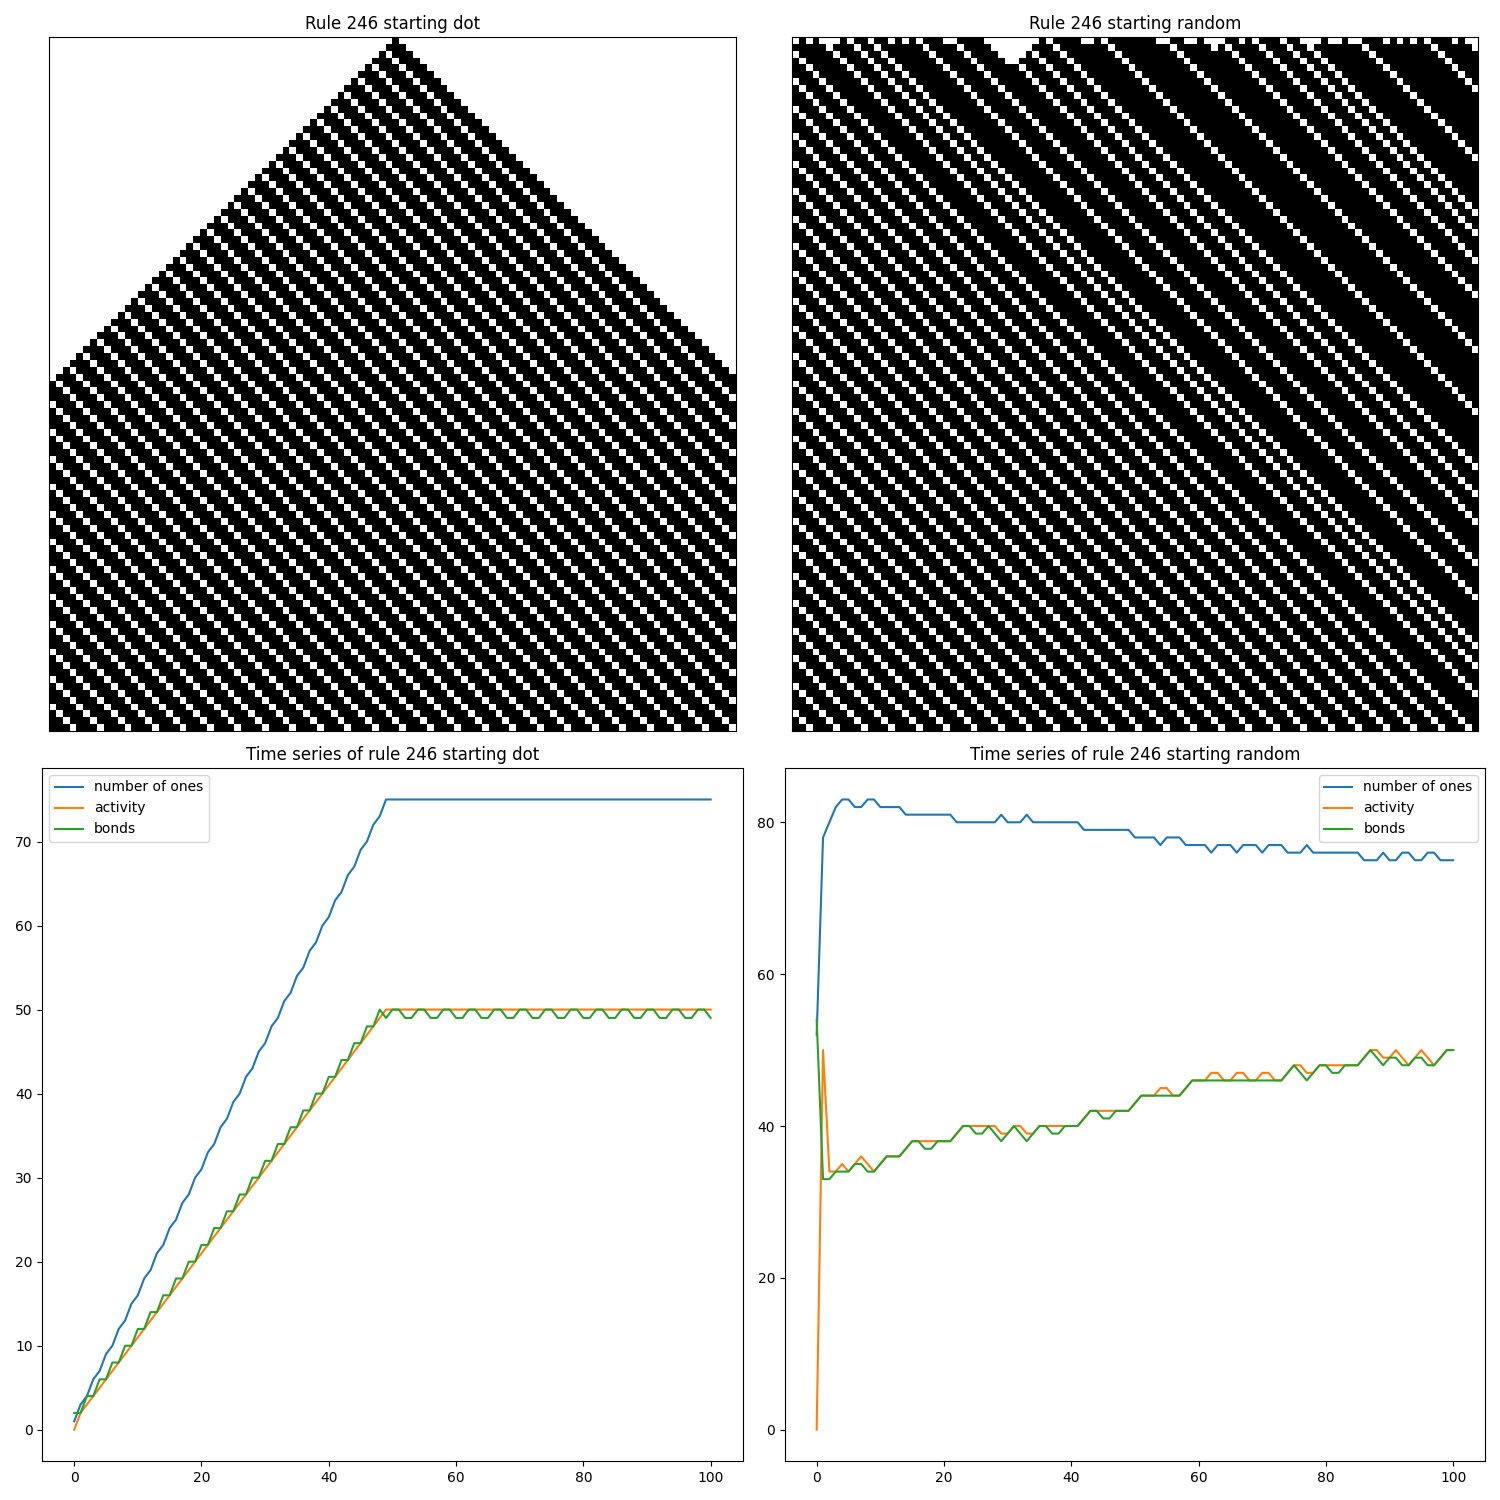 Rule 246 starting dot
Rule 246 starting random
Time series of rule 246 starting dot
number of ones
activity
bonds
70
60
50
40
30
20
10
0
0 20 40 60 80 100
Time series of rule 246 starting random
number of ones
activity
bonds
80
60
40
20
0
0 20 40 60 80 100